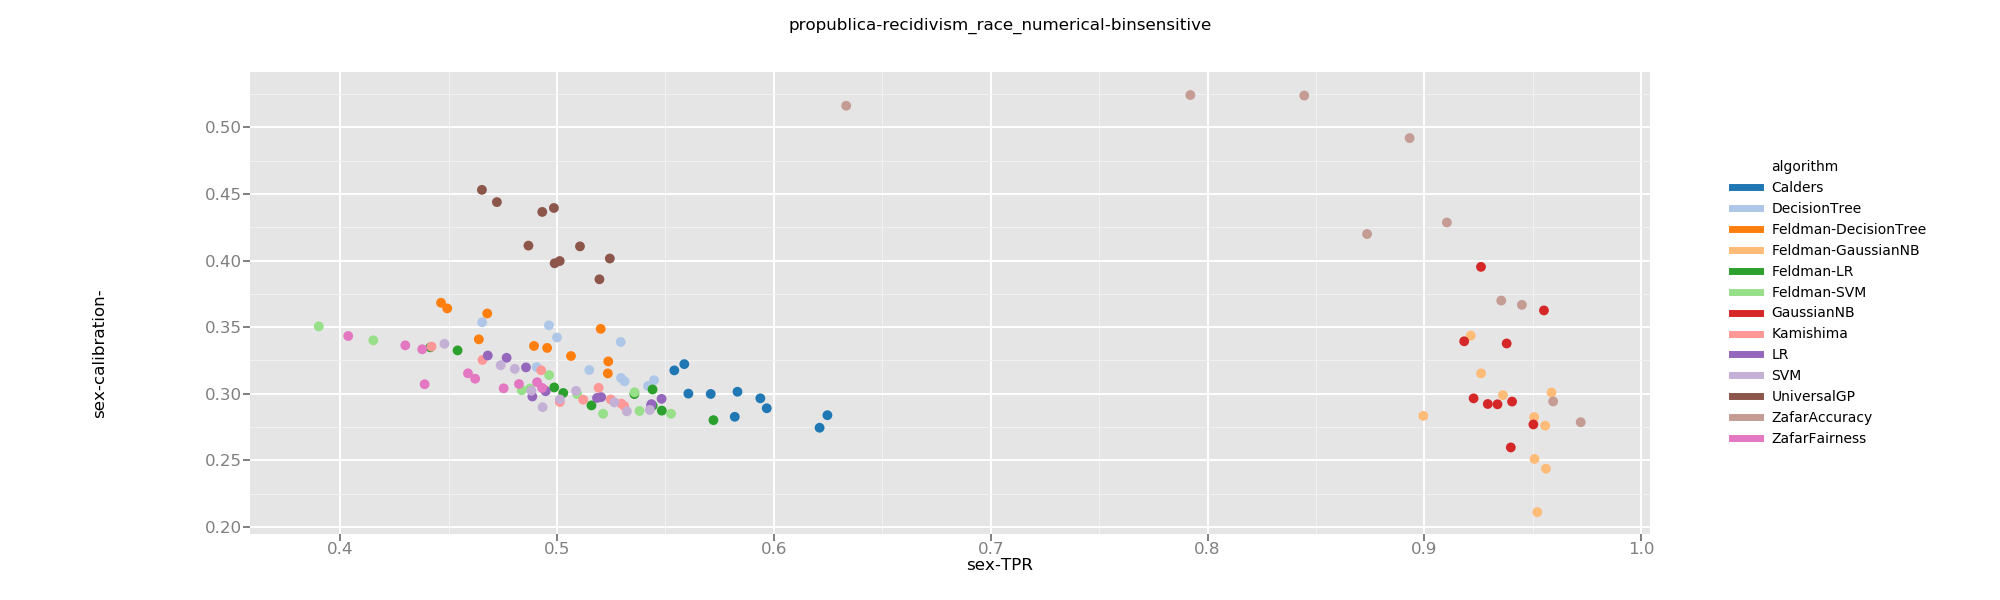 propublica-recidivism_race_numerical-binsensitive
sex-calibration-
0.50
0.45
0.40
0.35
0.30
0.25
0.20
0.4 0.5 0.6 0.7 0.8 0.9 1.0
sex-TPR
algorithm
Calders
DecisionTree
Feldman-DecisionTree
Feldman-GaussianNB
Feldman-LR
Feldman-SVM
GaussianNB
Kamishima
LR
SVM
UniversalGP
ZafarAccuracy
ZafarFairness